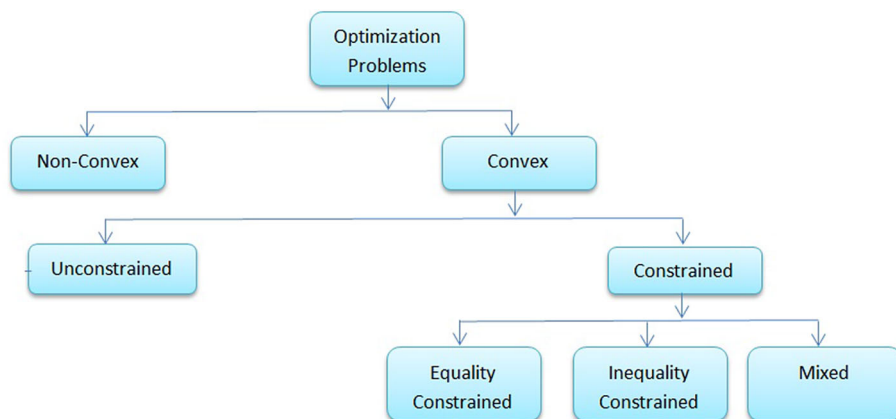 Optimization
Problems
Non-Convex
Convex
Unconstrained
Constrained
Equality
Constrained
Inequality
Constrained
Mixed